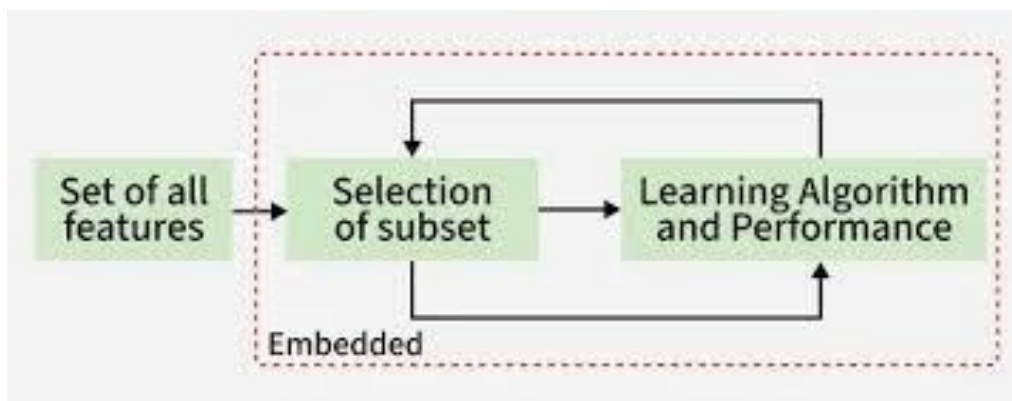 Set of all
features
Selection
of subset
Learning Algorithm
and Performance
Embedded